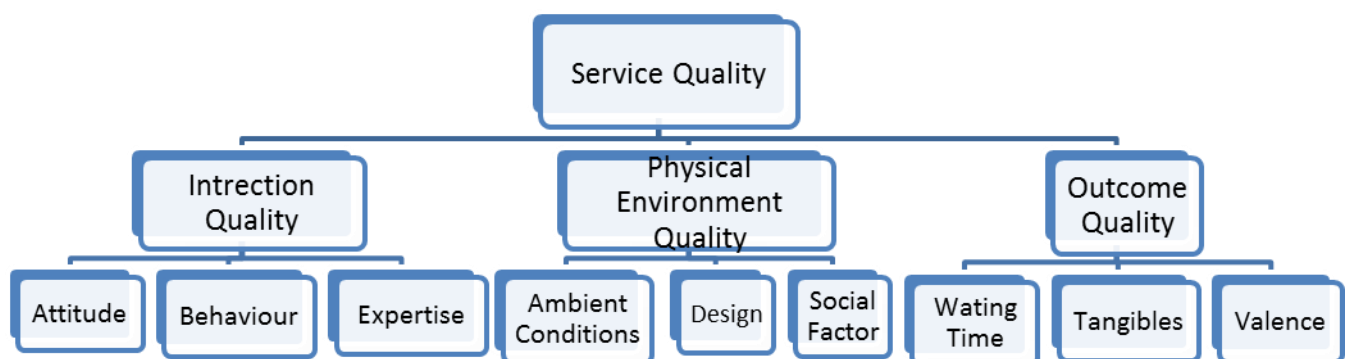 Service Quality
Intrection
Quality
Physical
Environment
Quality
Outcome
Quality
Attitude
Behaviour
Expertise
Ambient
Conditions
Design
Social
Factor
Wating
Time
Tangibles
Valence